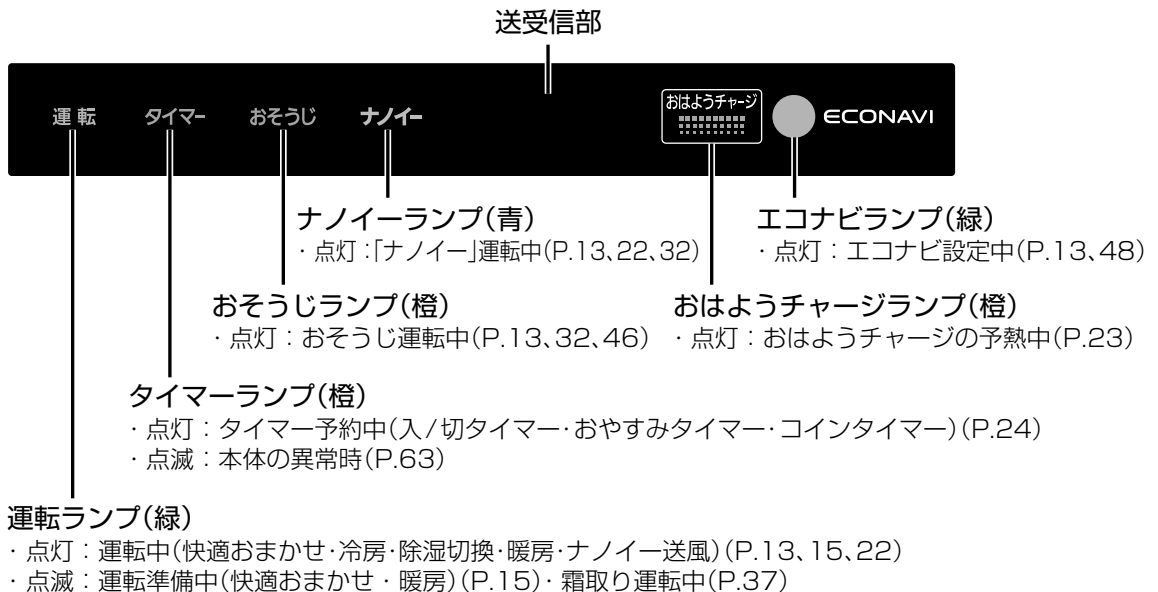 送受信部
運転 タイマー おそうじ ナノイー おはようチャージ ECONAVI
ナノイーランプ(青)
・点灯：「ナノイー」運転中(P.13、22、32)
エコナビランプ(緑)
・点灯：エコナビ設定中(P.13、48)
おそうじランプ(橙)
・点灯：おそうじ運転中(P.13、32、46)
おはようチャージランプ(橙)
・点灯：おはようチャージの予熱中(P.23)
タイマーランプ(橙)
・点灯：タイマー予約中(入/切タイマー・おやすみタイマー・コインタイマー)(P.24)
・点滅：本体の異常時(P.63)
運転ランプ(緑)
・点灯：運転中(快適おまかせ・冷房・除湿切換・暖房・ナノイー送風)(P.13、15、22)
・点滅：運転準備中(快適おまかせ・暖房)(P.15)・霜取り運転中(P.37)